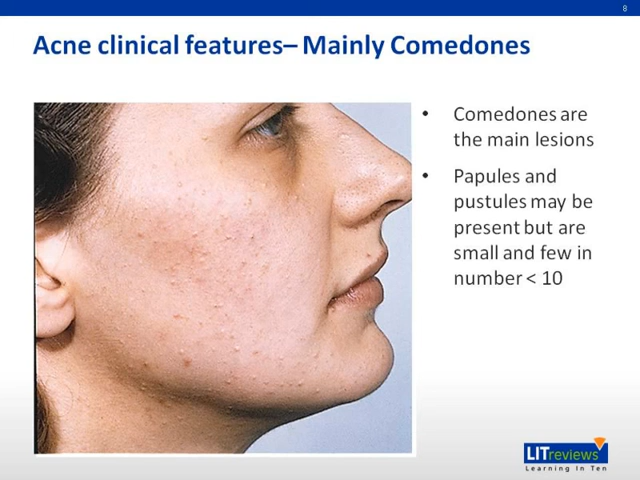 8
Acne clinical features– Mainly Comedones
• Comedones are
the main lesions
• Papules and
pustules may be
present but are
small and few in
number < 10
LITreviews
Learning In Ten